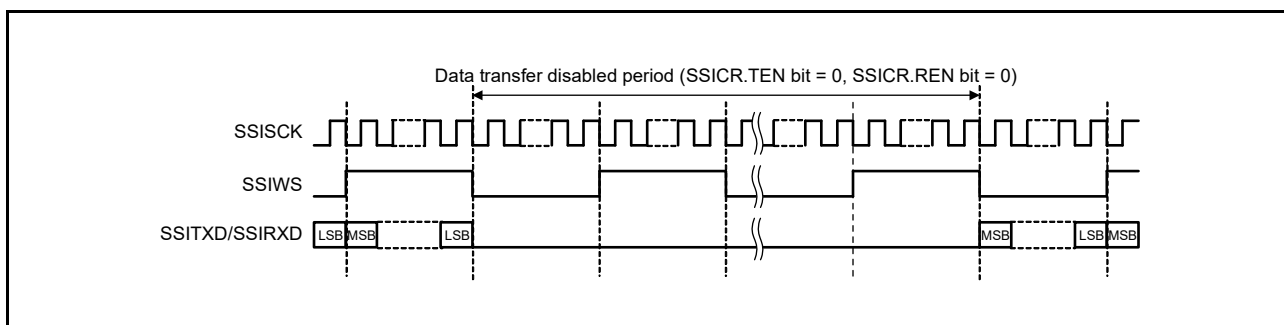 Data transfer disabled period (SSICR.TEN bit = 0, SSICR.REN bit = 0)
SSISCK
SSIWS
SSITXD/SSIRXD LSB MSB LSB MSB LSB MSB